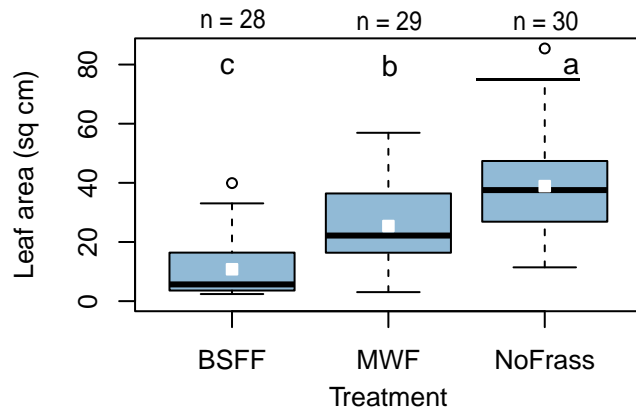 n = 28 n = 29 n = 30
c b a
Leaf area (sq cm)
80
60
40
20
0
BSFF MWF NoFrass
Treatment